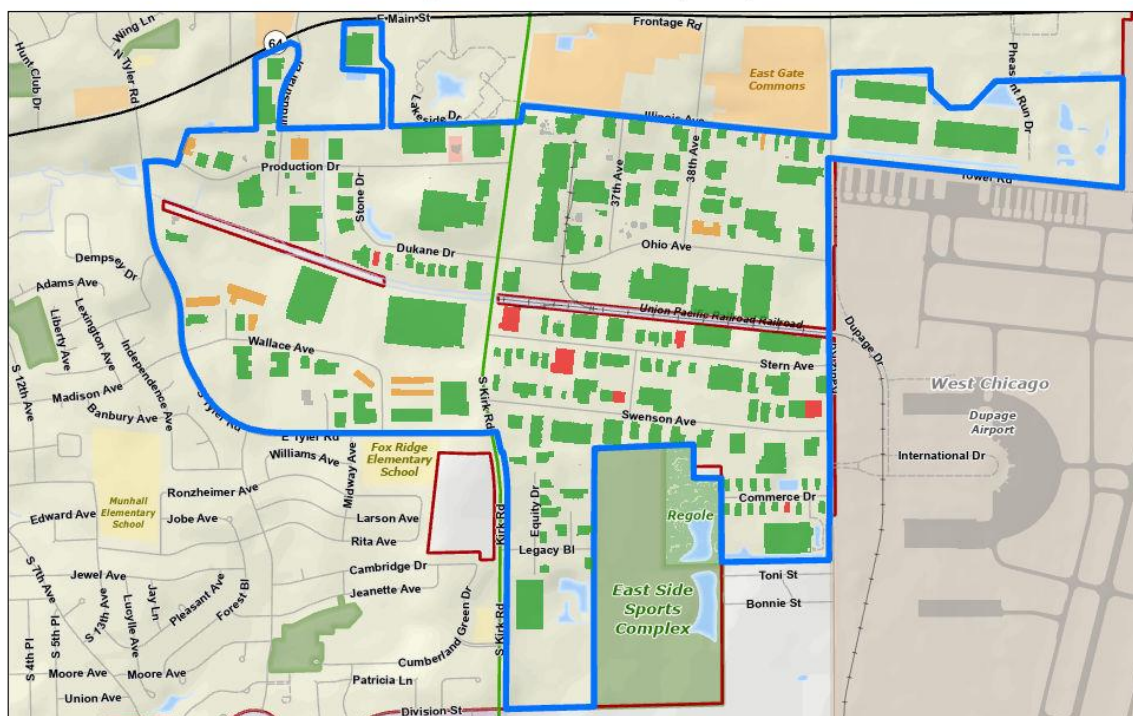 E Main St
Frontage Rd
Wing Ln
64
N Tyler Rd
Hunt Club Dr
Industrial Dr
Lakeside Dr
East Gate
Commons
Pheasant Run Dr
Illinois Ave
Production Dr
37th Ave
38th Ave
Tower Rd
Stone Dr
Dukane Dr
Ohio Ave
Dempsey Dr
Adams Ave
Liberty Ave
Lexington Ave
Independence Ave
Union Pacific Railroad Railroad
Dupage Dr
Kautz Rd
S 12th Ave
Wallace Ave
Stern Ave
Madison Ave
Banbury Ave
S Tyler Rd
S Kirk Rd
West Chicago
Swenson Ave
Dupage
Airport
E Tyler Rd
Fox Ridge
Elementary
School
Williams Ave
Midway Ave
International Dr
Munhall
Elementary
School
Ronzheimer Ave
Commerce Dr
Edward Ave
Jobe Ave
Larson Ave
Kirk Rd
Equity Dr
Regole
Rita Ave
Legacy Bl
S 7th Ave
Jewel Ave
Cambridge Dr
Toni St
Jeanette Ave
S 4th Pl
S 5th Pl
S 13th Ave
Lucylle Ave
Jay Ln
Pleasant Ave
Forest Bl
East Side
Sports
Complex
Bonnie St
Cumberland Green Dr
S Kirk Rd
Moore Ave
Moore Ave
Patricia Ln
Union Ave
Division St